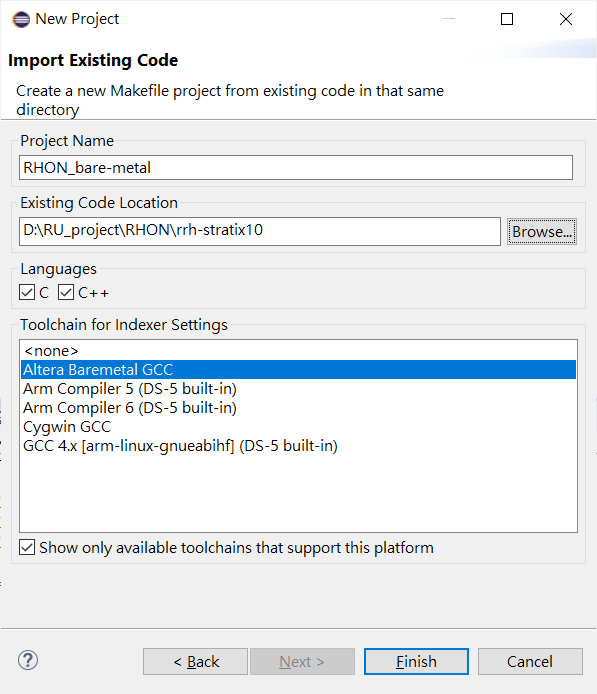 New Project
Import Existing Code
Create a new Makefile project from existing code in that same
directory
Project Name
RHON_bare-metal
Existing Code Location
D:\RU_project\RHON\rrh-stratix10
Browse...
Languages
C
C++
Toolchain for Indexer Settings
<none>
Altera Baremetal GCC
Arm Compiler 5 (DS-5 built-in)
Arm Compiler 6 (DS-5 built-in)
Cygwin GCC
GCC 4.x [arm-linux-gnueabihf] (DS-5 built-in)
Show only available toolchains that support this platform
?
< Back
Next >
Finish
Cancel